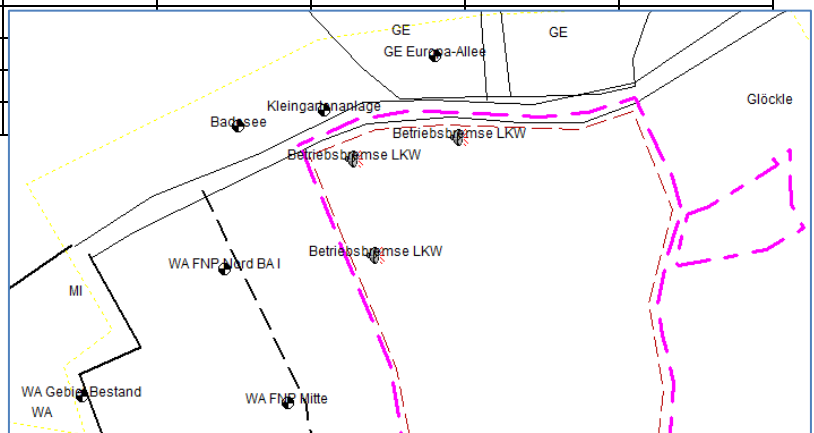 GE
GE
GE Europa-Allee
Glöckle
Kleingartenanlage
Badesee
Betriebsbremse LKW
Betriebsbremse LKW
Betriebsbremse LKW
WA FNP Nord BA I
MI
WA Gebiet Bestand
WA
WA FNP Mitte